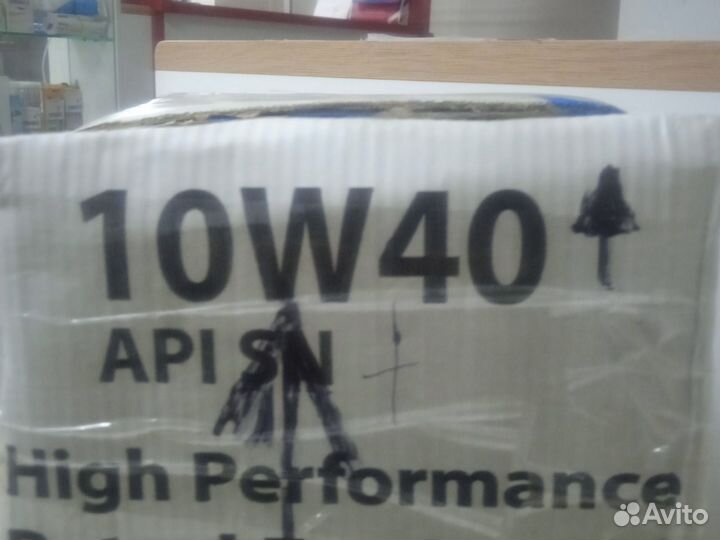 10W40
API SN
High Performance
Avito